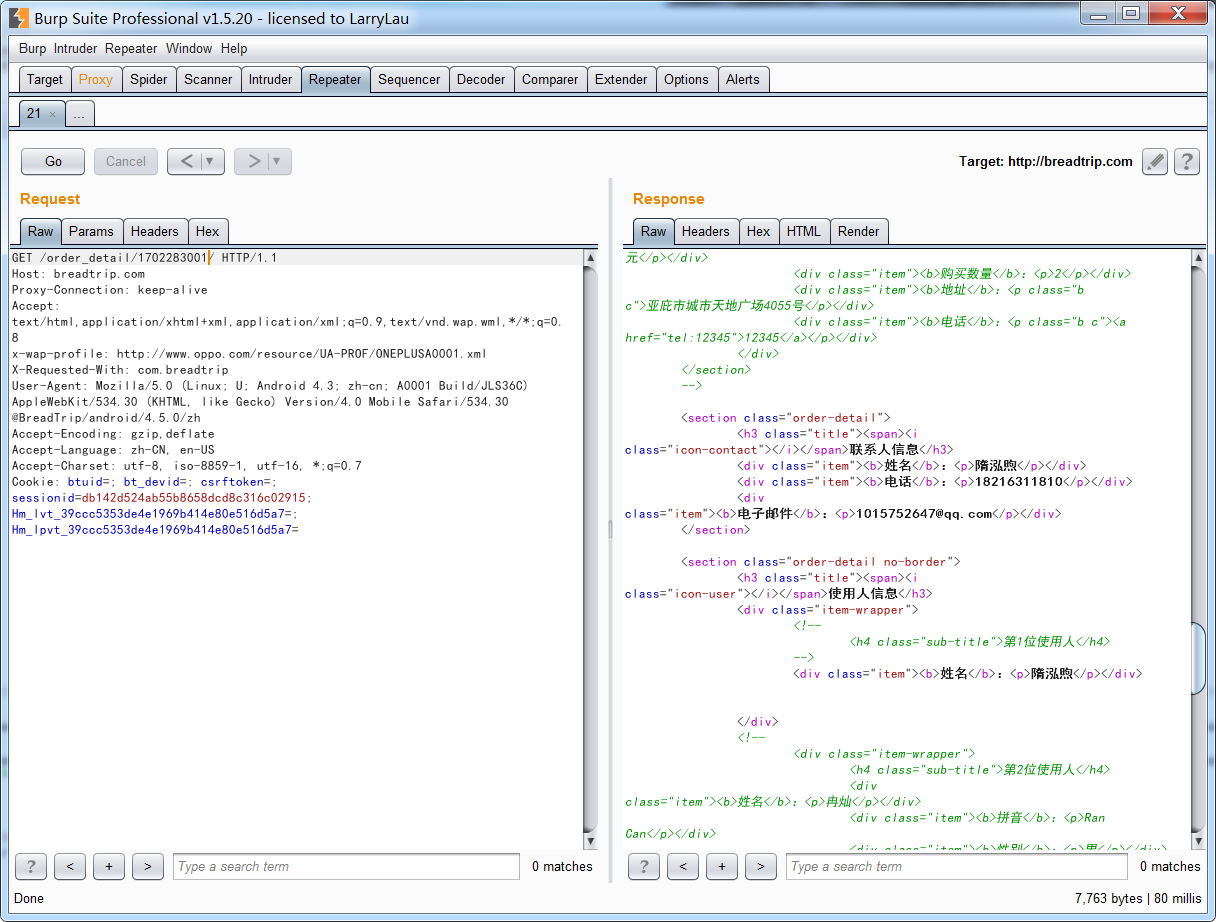 Burp Suite Professional v1.5.20 - licensed to LarryLau
Burp Intruder Repeater Window Help
Target Proxy Spider Scanner Intruder Repeater Sequencer Decoder Comparer Extender Options Alerts
21 × ...
Go Cancel < > Target: http://breadtrip.com ?
Request
Raw Params Headers Hex
GET /order_detail/1702283001/ HTTP/1.1
Host: breadtrip.com
Proxy-Connection: keep-alive
Accept:
text/html,application/xhtml+xml,application/xml;q=0.9,text/vnd.wap.wml,*/*;q=0.
8
x-wap-profile: http://www.oppo.com/resource/UA-PROF/ONEPLUSA0001.xml
X-Requested-With: com.breadtrip
User-Agent: Mozilla/5.0 (Linux; U; Android 4.3; zh-cn; A0001 Build/JLS36C)
AppleWebKit/534.30 (KHTML, like Gecko) Version/4.0 Mobile Safari/534.30
@BreadTrip/android/4.5.0/zh
Accept-Encoding: gzip,deflate
Accept-Language: zh-CN, en-US
Accept-Charset: utf-8, iso-8859-1, utf-16, *;q=0.7
Cookie: btuid=; bt_devid=; csrftoken=;
sessionid=db142d524ab55b8658dcd8c316c02915;
Hm_lvt_39ccc5353de4e1969b414e80e516d5a7=;
Hm_lpvt_39ccc5353de4e1969b414e80e516d5a7=
? < + > Type a search term 0 matches
Response
Raw Headers Hex HTML Render
元</p></div>
<div class="item"><b>购买数量</b>：<p>2</p></div>
<div class="item"><b>地址</b>：<p class="b
c">亚庇市城市天地广场4055号</p></div>
<div class="item"><b>电话</b>：<p class="b c"><a
href="tel:12345">12345</a></p></div>
</div>
</section>
-->
<section class="order-detail">
<h3 class="title"><span><i
class="icon-contact"></i></span>联系人信息</h3>
<div class="item"><b>姓名</b>：<p>隋泓煦</p></div>
<div class="item"><b>电话</b>：<p>18216311810</p></div>
<div
class="item"><b>电子邮件</b>：<p>1015752647@qq.com</p></div>
</section>
<section class="order-detail no-border">
<h3 class="title"><span><i
class="icon-user"></i></span>使用人信息</h3>
<div class="item-wrapper">
<!--
<h4 class="sub-title">第1位使用人</h4>
-->
<div class="item"><b>姓名</b>：<p>隋泓煦</p></div>
</div>
<!--
<div class="item-wrapper">
<h4 class="sub-title">第2位使用人</h4>
<div
class="item"><b>姓名</b>：<p>冉灿</p></div>
<div class="item"><b>拼音</b>：<p>Ran
Can</p></div>
<div class="item"><b>性别</b>：<p>男</p></div>
? < + > Type a search term 0 matches
Done 7,763 bytes | 80 millis